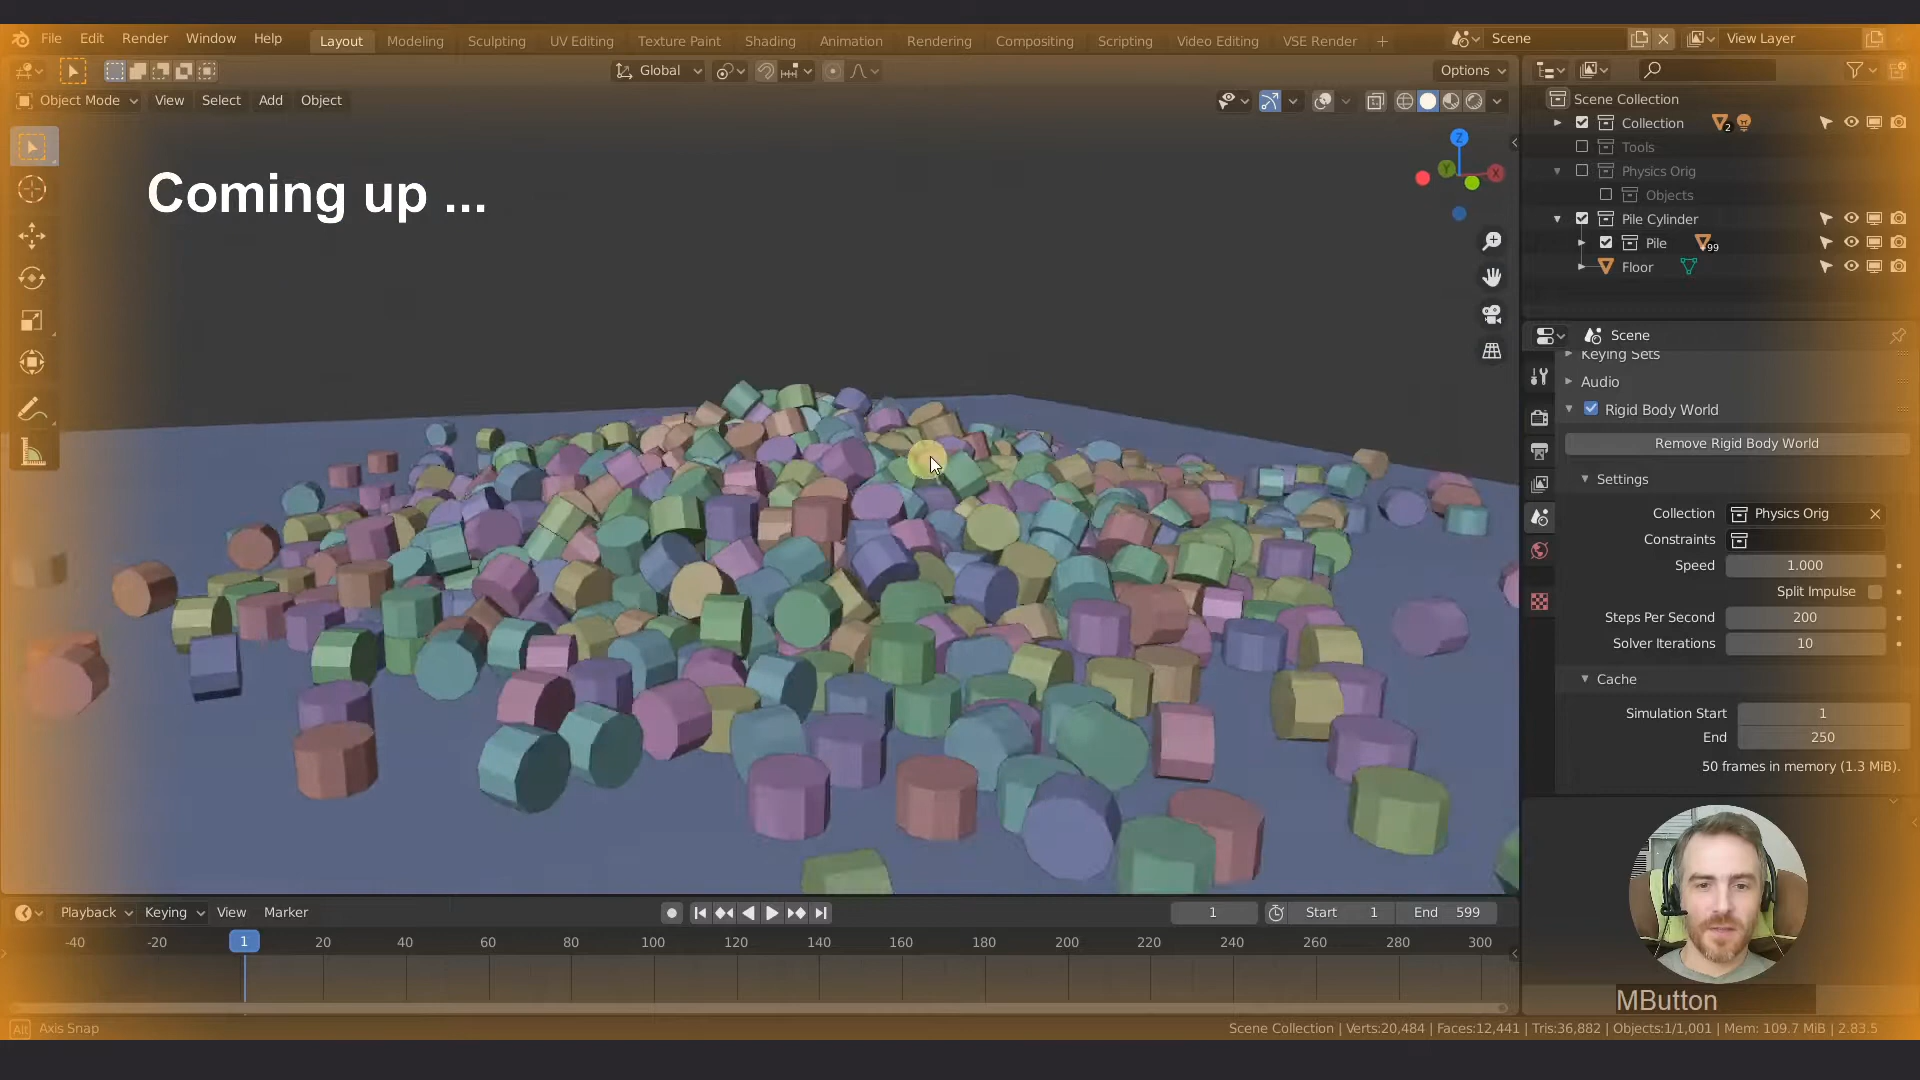 File Edit Render Window Help
Layout Modeling Sculpting UV Editing Texture Paint Shading Animation Rendering Compositing Scripting Video Editing VSE Render +
Scene View Layer
Global Options
Object Mode View Select Add Object
Coming up ...
Z
Y
X
Scene Collection
Collection 2
Tools
Physics Orig
Objects
Pile Cylinder
Pile 99
Floor
Scene
Keying Sets
Audio
Rigid Body World
Remove Rigid Body World
Settings
Collection Physics Orig
Constraints
Speed 1.000
Split Impulse
Steps Per Second 200
Solver Iterations 10
Cache
Simulation Start 1
End 250
50 frames in memory (1.3 MiB).
Playback Keying View Marker 1 Start 1 End 599
-40 -20 1 20 40 60 80 100 120 140 160 180 200 220 240 260 280 300
MButton
Alt Axis Snap
Scene Collection | Verts:20,484 | Faces:12,441 | Tris:36,882 | Objects:1/1,001 | Mem: 109.7 MiB | 2.83.5